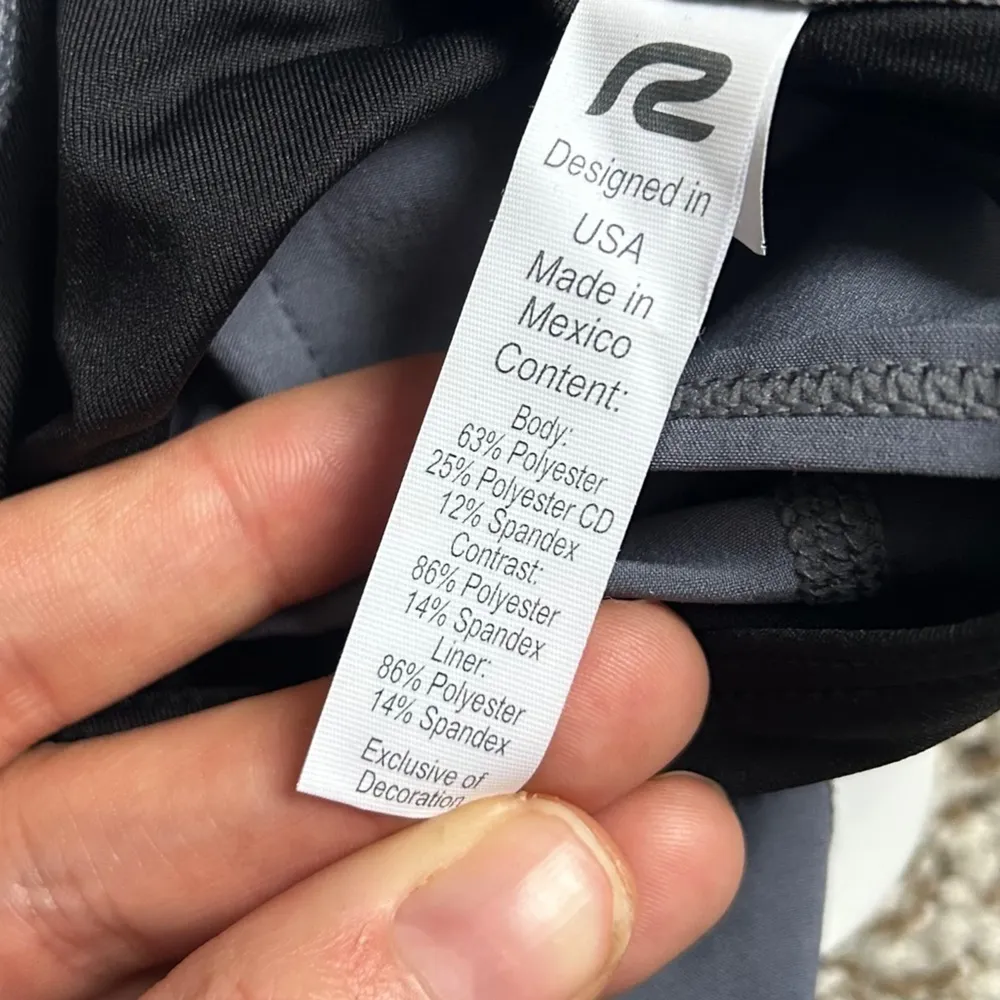 Designed in
USA
Made in
Mexico
Content:
Body:
63% Polyester
25% Polyester CD
12% Spandex
Contrast:
86% Polyester
14% Spandex
Liner:
86% Polyester
14% Spandex
Exclusive of
Decoration